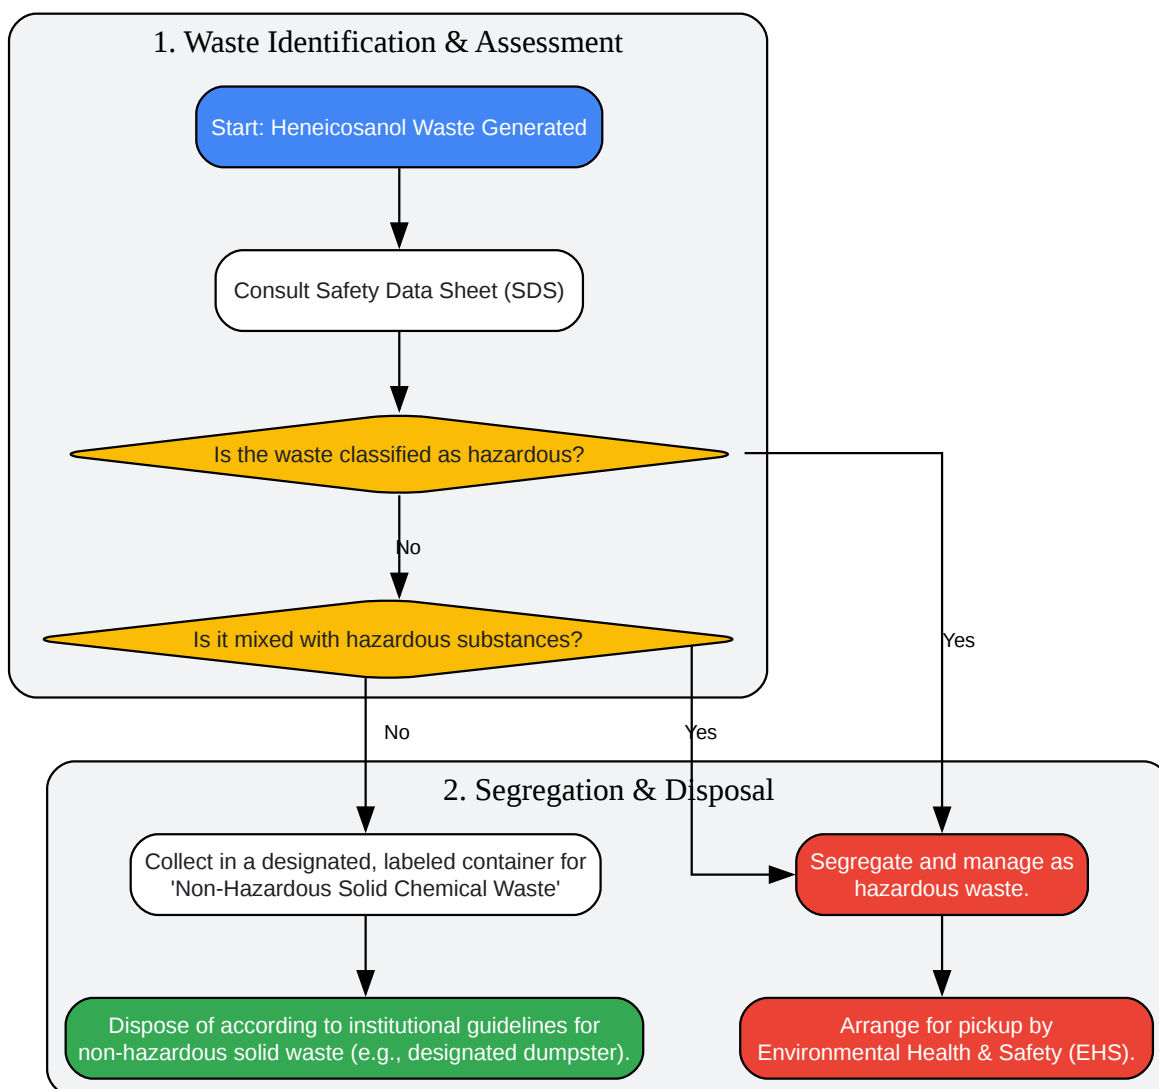 1. Waste Identification & Assessment
Start: Heneicosanol Waste Generated
Consult Safety Data Sheet (SDS)
Is the waste classified as hazardous?
No
Is it mixed with hazardous substances?
Yes
No
Yes
2. Segregation & Disposal
Collect in a designated, labeled container for
'Non-Hazardous Solid Chemical Waste'
Segregate and manage as
hazardous waste.
Dispose of according to institutional guidelines for
non-hazardous solid waste (e.g., designated dumpster).
Arrange for pickup by
Environmental Health & Safety (EHS).